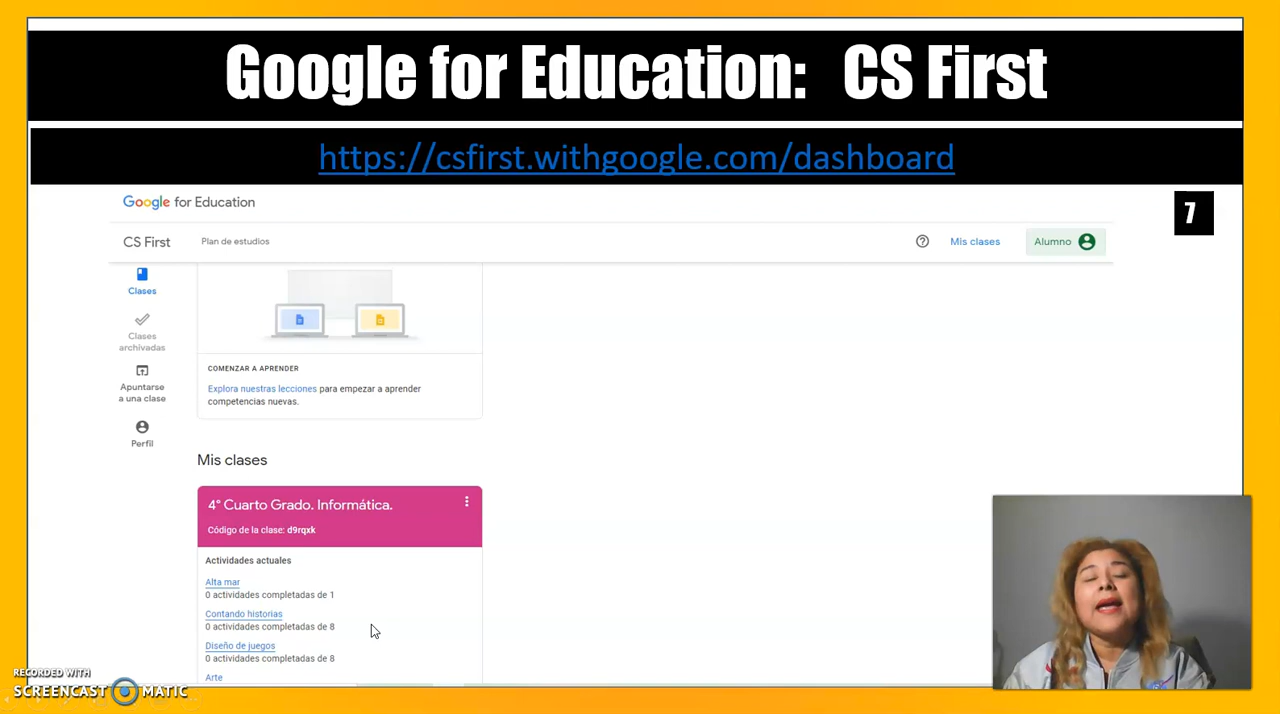 Google for Education: CS First
https://csfirst.withgoogle.com/dashboard
Google for Education
7
CS First
Plan de estudios
Mis clases
Alumno
Clases
Clases
archivadas
Apuntarse
a una clase
Perfil
COMENZAR A APRENDER
Explora nuestras lecciones para empezar a aprender
competencias nuevas.
Mis clases
4° Cuarto Grado. Informática.
Código de la clase: d9rqxk
Actividades actuales
Alta mar
0 actividades completadas de 1
Contando historias
0 actividades completadas de 8
Diseño de juegos
0 actividades completadas de 8
Arte
RECORDED WITH
SCREENCAST MATIC